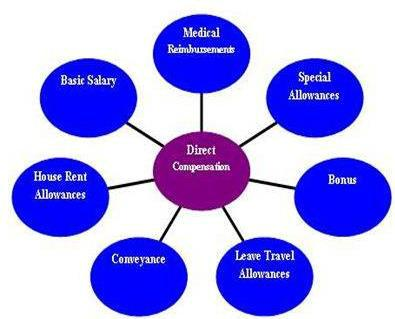 Medical
Reimbursements
Basic Salary
Special
Allowances
Direct
Compensation
House Rent
Allowances
Bonus
Conveyance
Leave Travel
Allowances